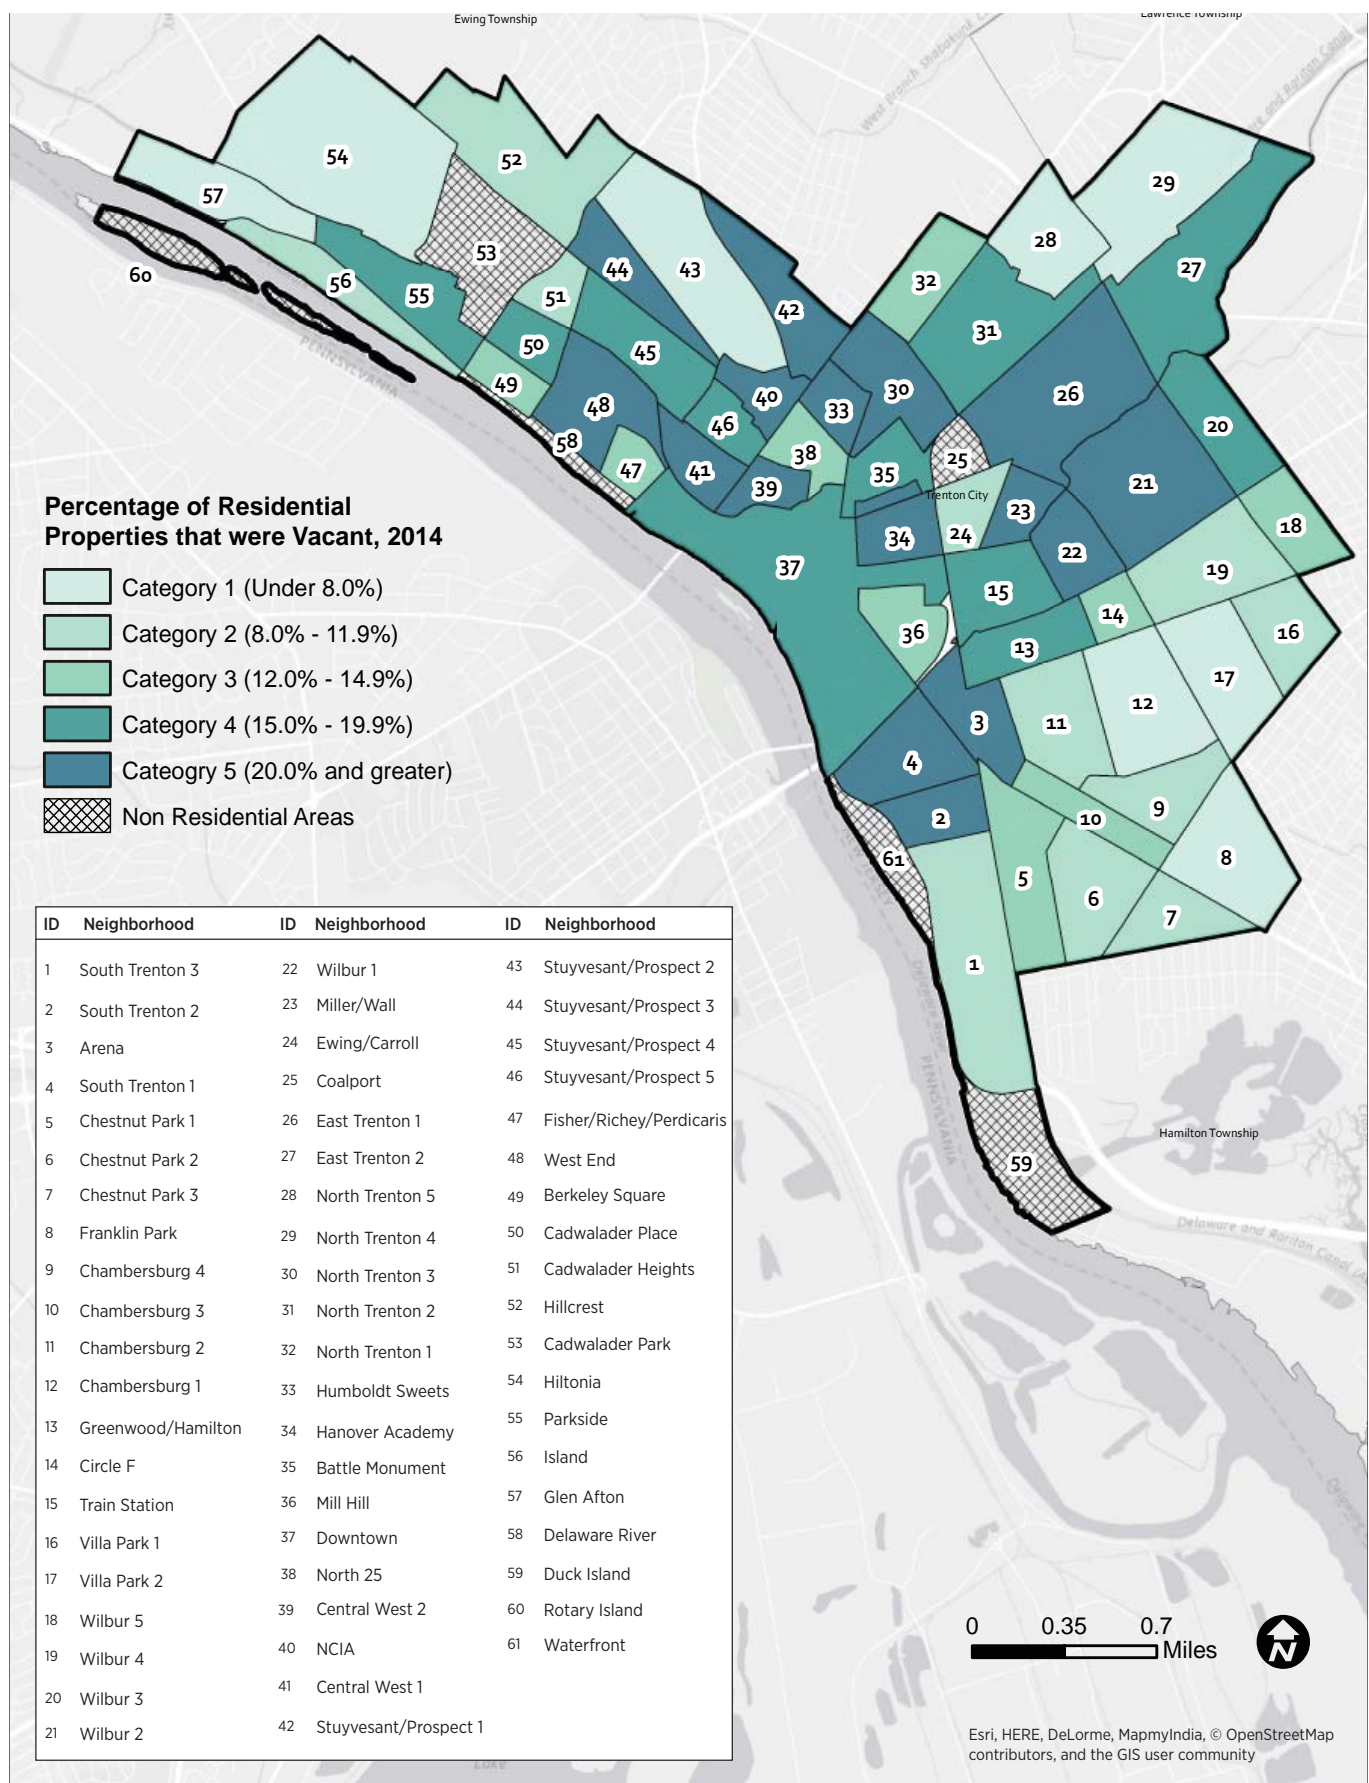 Ewing Township
Lawrence Township
West Branch Shabakunk
and Raritan Canal
54
52
57
29
53
28
27
60
56
55
44
43
51
42
32
31
50
45
PENNSYLVANIA
49
48
40
33
30
26
46
20
58
47
41
38
35
25
21
39
Trenton City
23
18
34
24
22
19
37
15
14
16
36
13
17
12
3
11
4
2
10
9
61
8
5
6
7
1
59
Percentage of Residential
Properties that were Vacant, 2014
Category 1 (Under 8.0%)
Category 2 (8.0% - 11.9%)
Category 3 (12.0% - 14.9%)
Category 4 (15.0% - 19.9%)
Cateogry 5 (20.0% and greater)
Non Residential Areas
JERSEY
Delaware River
PENNSYLVANIA
Hamilton Township
Delaware and Raritan Canal
ID Neighborhood ID Neighborhood ID Neighborhood
1 South Trenton 3 22 Wilbur 1 43 Stuyvesant/Prospect 2
2 South Trenton 2 23 Miller/Wall 44 Stuyvesant/Prospect 3
3 Arena 24 Ewing/Carroll 45 Stuyvesant/Prospect 4
4 South Trenton 1 25 Coalport 46 Stuyvesant/Prospect 5
5 Chestnut Park 1 26 East Trenton 1 47 Fisher/Richey/Perdicaris
6 Chestnut Park 2 27 East Trenton 2 48 West End
7 Chestnut Park 3 28 North Trenton 5 49 Berkeley Square
8 Franklin Park 29 North Trenton 4 50 Cadwalader Place
9 Chambersburg 4 30 North Trenton 3 51 Cadwalader Heights
10 Chambersburg 3 31 North Trenton 2 52 Hillcrest
11 Chambersburg 2 32 North Trenton 1 53 Cadwalader Park
12 Chambersburg 1 33 Humboldt Sweets 54 Hiltonia
13 Greenwood/Hamilton 34 Hanover Academy 55 Parkside
14 Circle F 35 Battle Monument 56 Island
15 Train Station 36 Mill Hill 57 Glen Afton
16 Villa Park 1 37 Downtown 58 Delaware River
17 Villa Park 2 38 North 25 59 Duck Island
18 Wilbur 5 39 Central West 2 60 Rotary Island
19 Wilbur 4 40 NCIA 61 Waterfront
20 Wilbur 3 41 Central West 1
21 Wilbur 2 42 Stuyvesant/Prospect 1
0 0.35 0.7
Miles
N
Esri, HERE, DeLorme, MapmyIndia, © OpenStreetMap
contributors, and the GIS user community
Lake